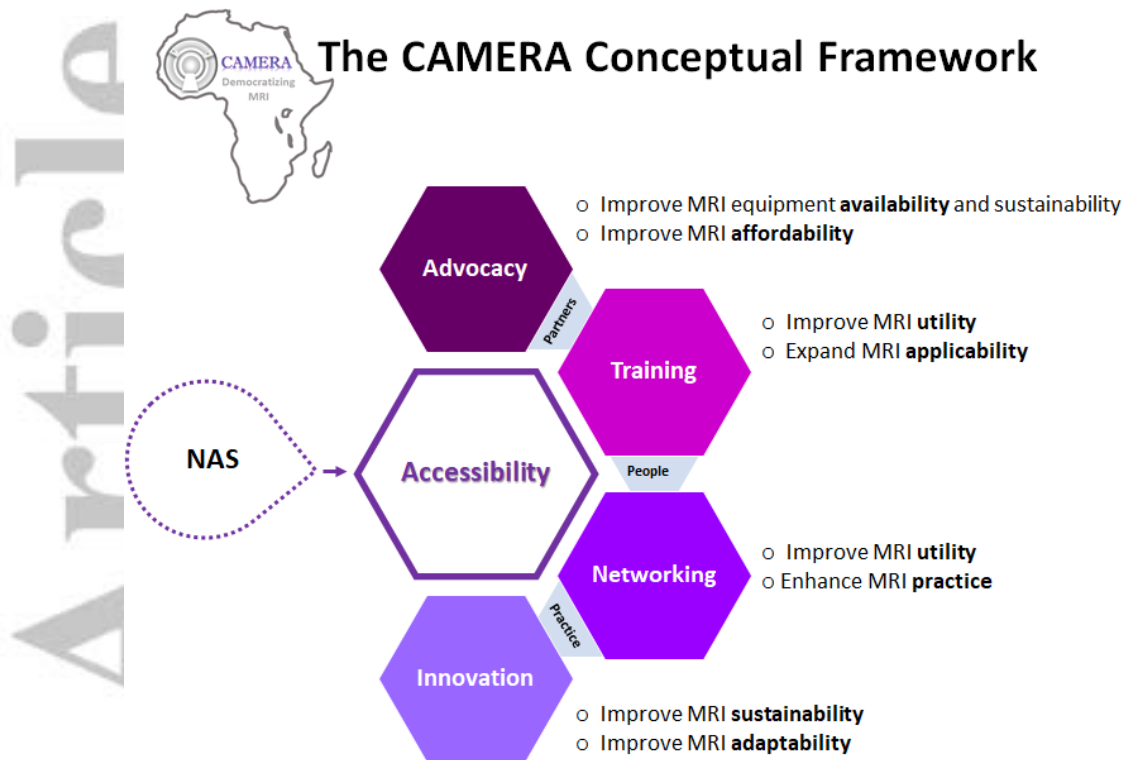 Article
CAMERA
Democratizing
MRI
The CAMERA Conceptual Framework
Advocacy
o Improve MRI equipment availability and sustainability
o Improve MRI affordability
Partners
Training
o Improve MRI utility
o Expand MRI applicability
NAS
Accessibility
People
Networking
o Improve MRI utility
o Enhance MRI practice
Practice
Innovation
o Improve MRI sustainability
o Improve MRI adaptability